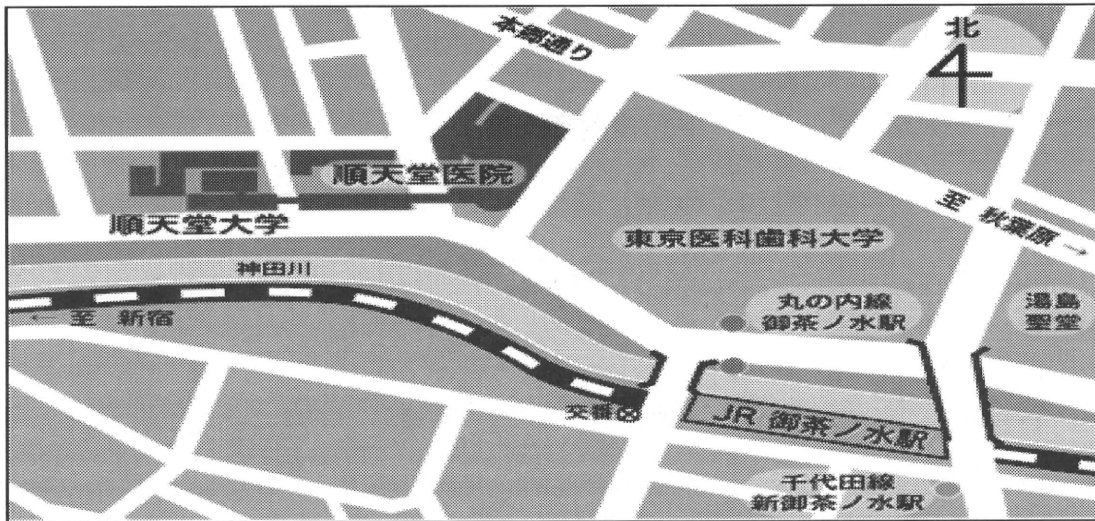 北
本郷通り
順天堂医院
順天堂大学
至 秋葉原 →
東京医科歯科大学
神田川
← 至 新宿
丸の内線
御茶ノ水駅
湯島
聖堂
交番
JR 御茶ノ水駅
千代田線
新御茶ノ水駅